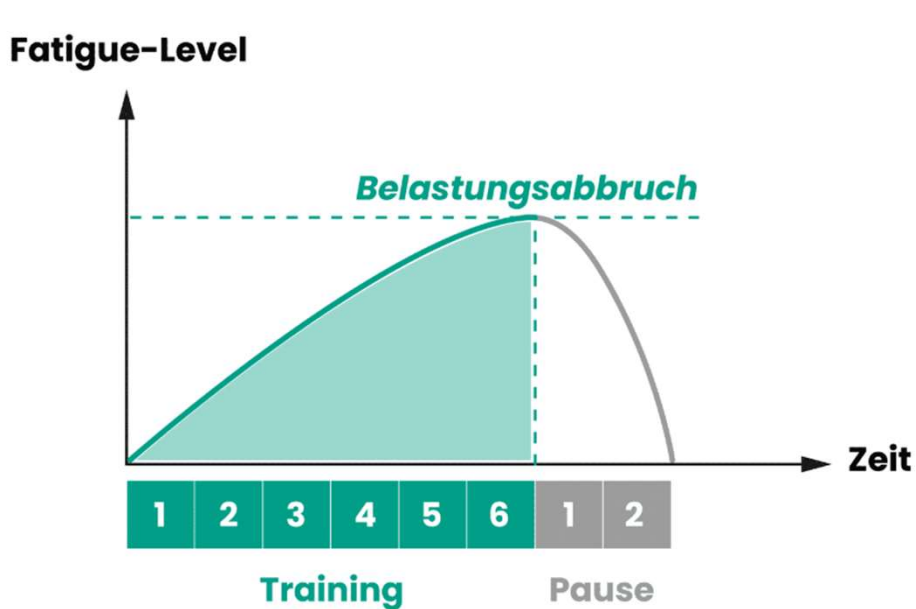 Fatigue-Level
Belastungsabbruch
Zeit
1 2 3 4 5 6 1 2
Training Pause